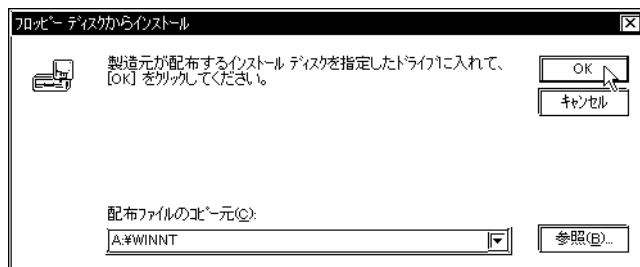 フロッピー ディスクからインストール
製造元が配布するインストール ディスクを指定したドライブに入れて、
[OK] をクリックしてください。
OK
キャンセル
配布ファイルのコピー元(C):
A:¥WINNT
参照(B)...